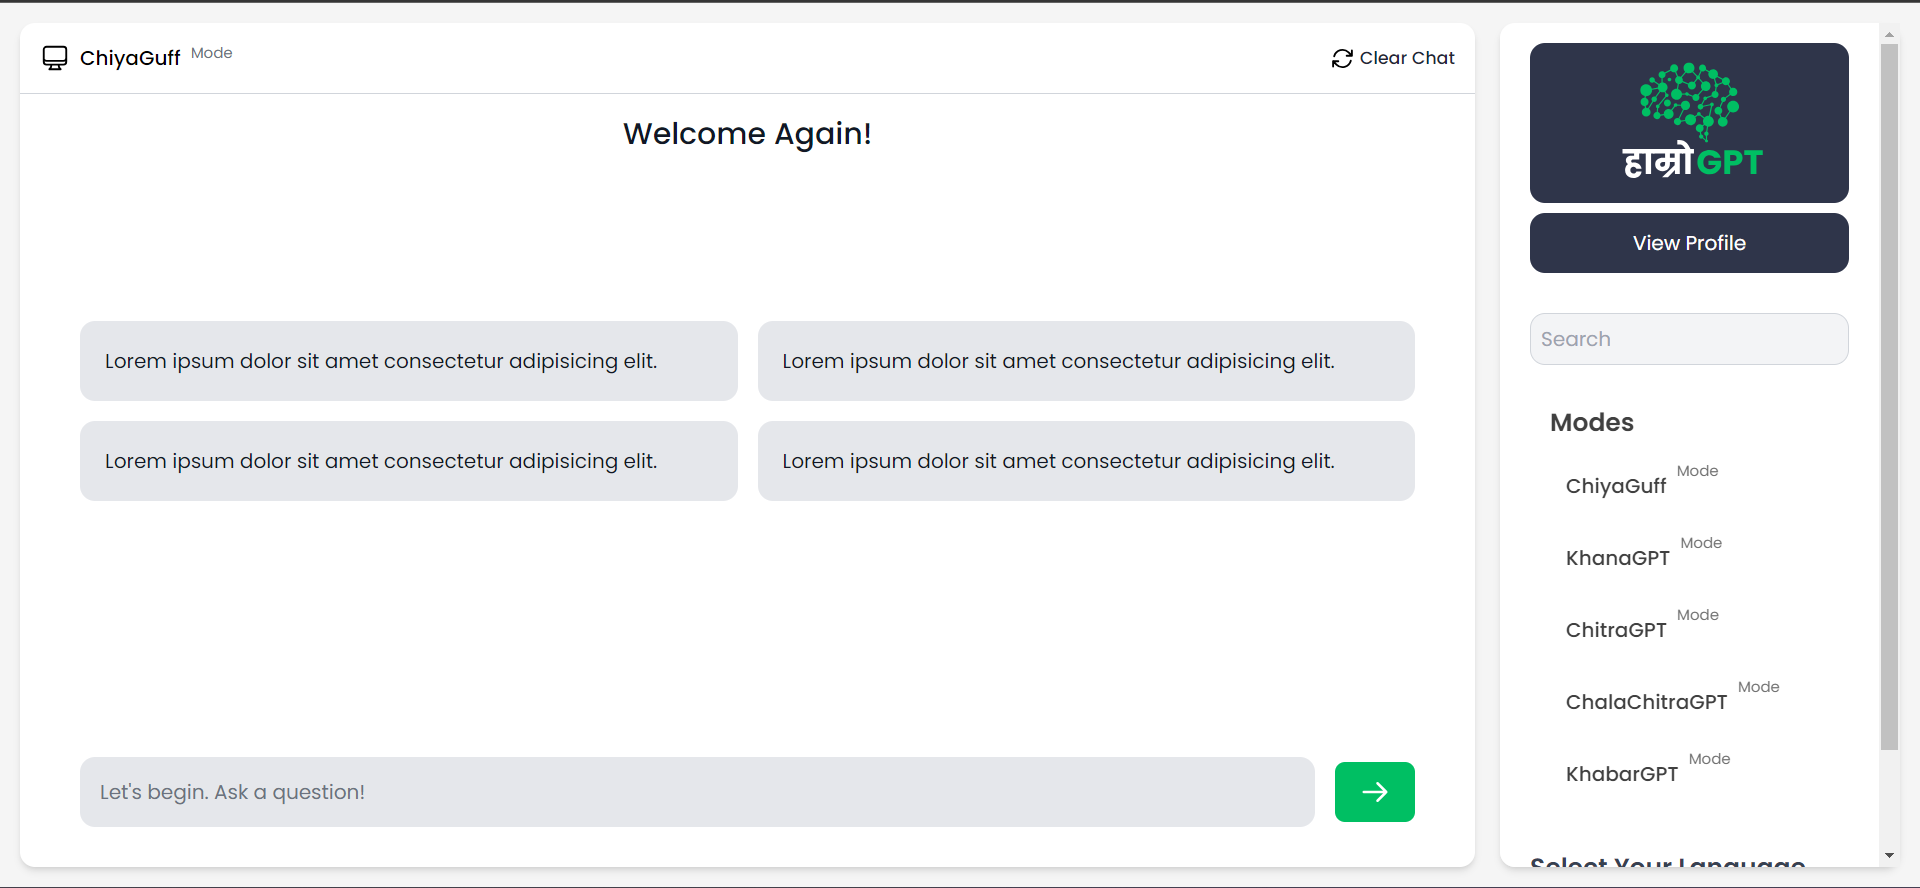 ChiyaGuff Mode
Clear Chat
Welcome Again!
Lorem ipsum dolor sit amet consectetur adipisicing elit.
Lorem ipsum dolor sit amet consectetur adipisicing elit.
Lorem ipsum dolor sit amet consectetur adipisicing elit.
Lorem ipsum dolor sit amet consectetur adipisicing elit.
Let's begin. Ask a question!
हाम्रो GPT
View Profile
Search
Modes
ChiyaGuff Mode
KhanaGPT Mode
ChitraGPT Mode
ChalaChitraGPT Mode
KhabarGPT Mode
Select Your Language